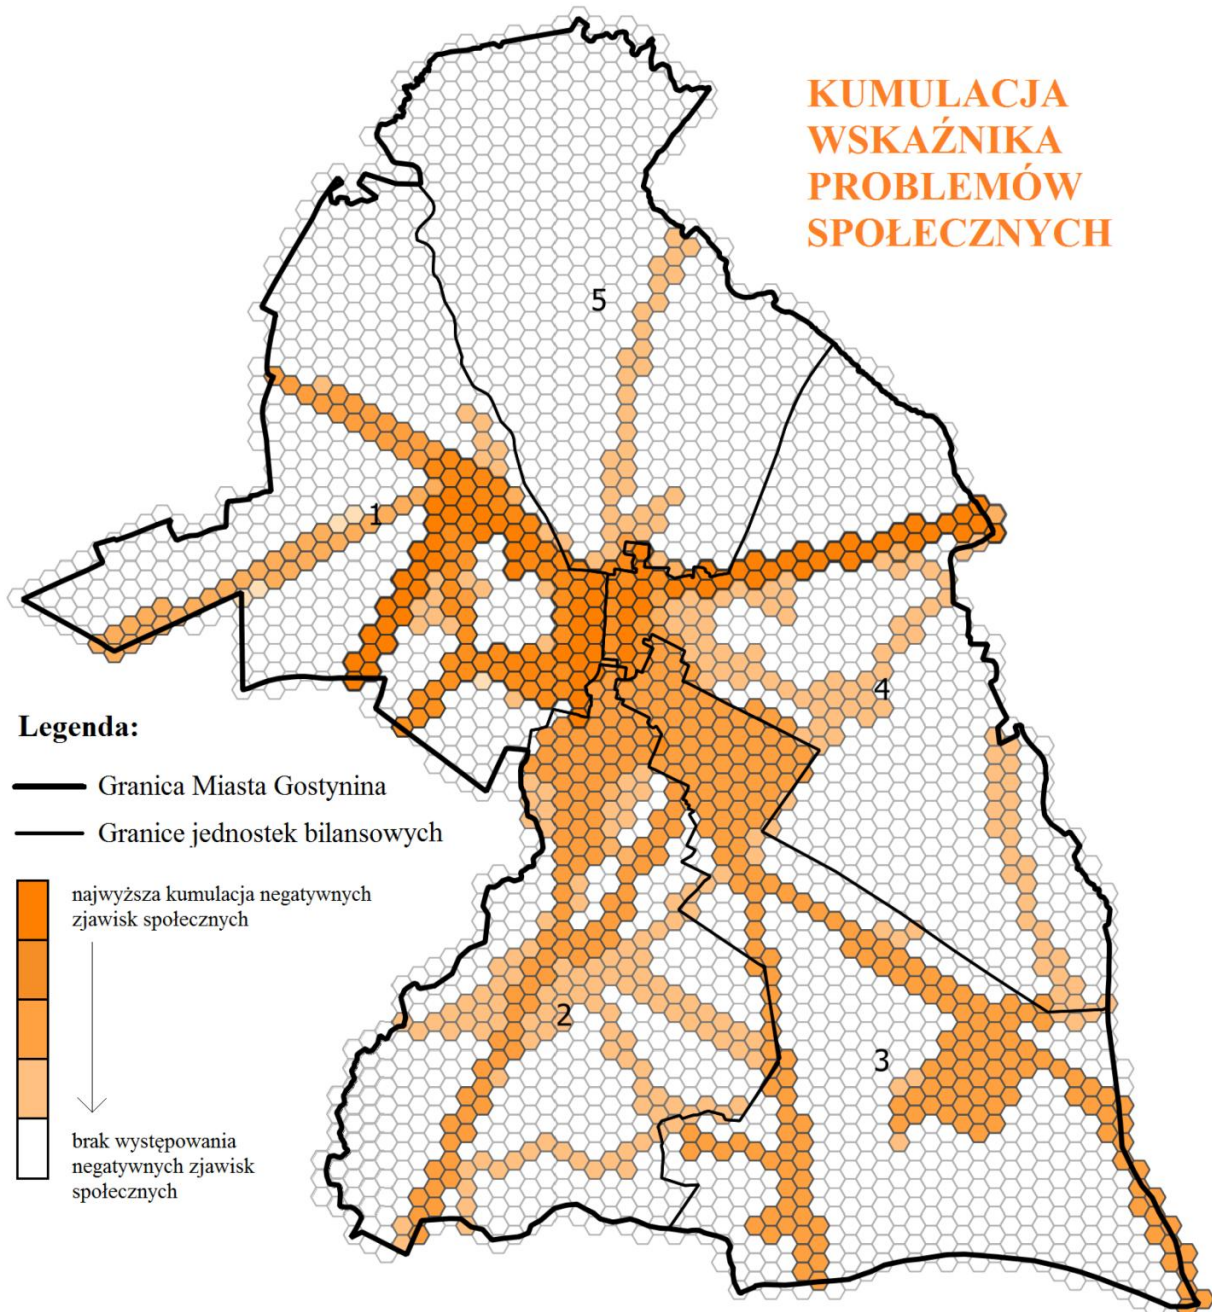 KUMULACJA
WSKAŹNIKA
PROBLEMÓW
SPOŁECZNYCH
5
1
4
Legenda:
Granica Miasta Gostynina
Granice jednostek bilansowych
najwyższa kumulacja negatywnych
zjawisk społecznych
2
3
brak występowania
negatywnych zjawisk
społecznych